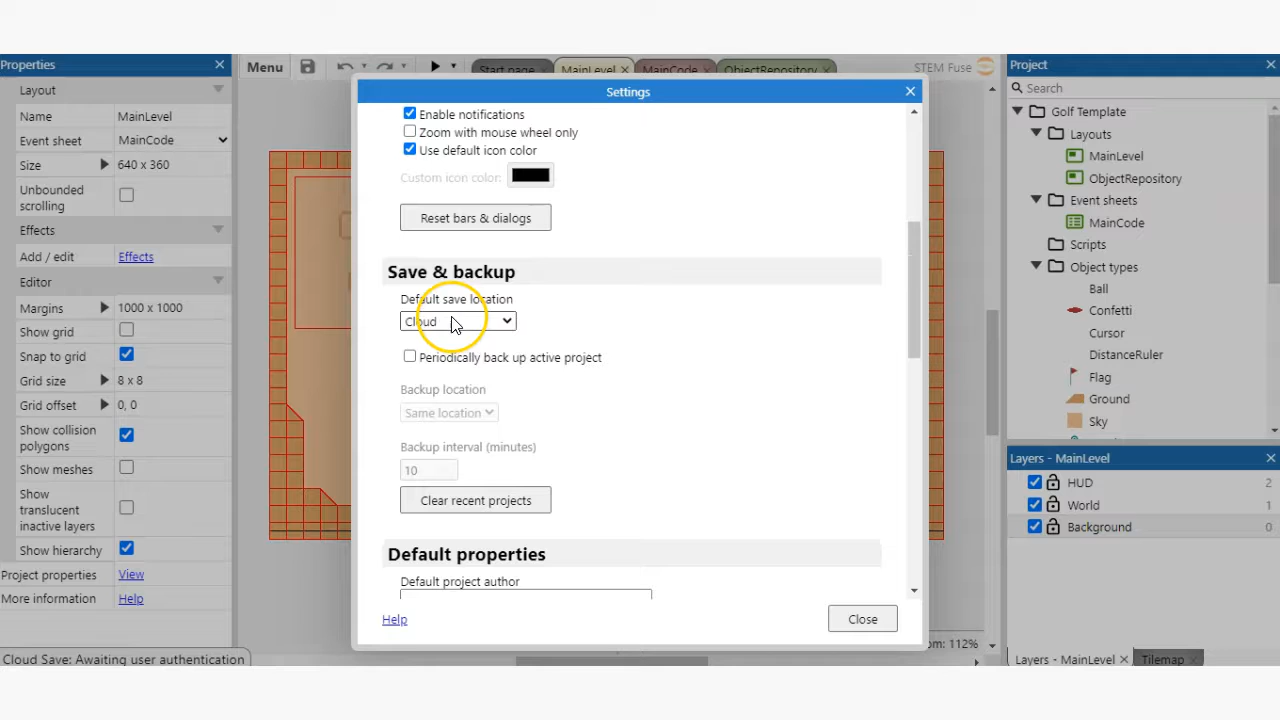 Properties
Layout
Name MainLevel
Event sheet MainCode
Size 640 x 360
Unbounded
scrolling
Effects
Add / edit Effects
Editor
Margins 1000 x 1000
Show grid
Snap to grid
Grid size 8 x 8
Grid offset 0, 0
Show collision
polygons
Show meshes
Show
translucent
inactive layers
Show hierarchy
Project properties View
More information Help
Cloud Save: Awaiting user authentication
Menu
Start page
MainLevel
MainCode
ObjectRepository
STEM Fuse
Settings
Enable notifications
Zoom with mouse wheel only
Use default icon color
Custom icon color:
Reset bars & dialogs
Save & backup
Default save location
Cloud
Periodically back up active project
Backup location
Same location
Backup interval (minutes)
10
Clear recent projects
Default properties
Default project author
Help
Close
om: 112%
Project
Search
Golf Template
Layouts
MainLevel
ObjectRepository
Event sheets
MainCode
Scripts
Object types
Ball
Confetti
Cursor
DistanceRuler
Flag
Ground
Sky
Layers - MainLevel
HUD 2
World 1
Background 0
Layers - MainLevel
Tilemap